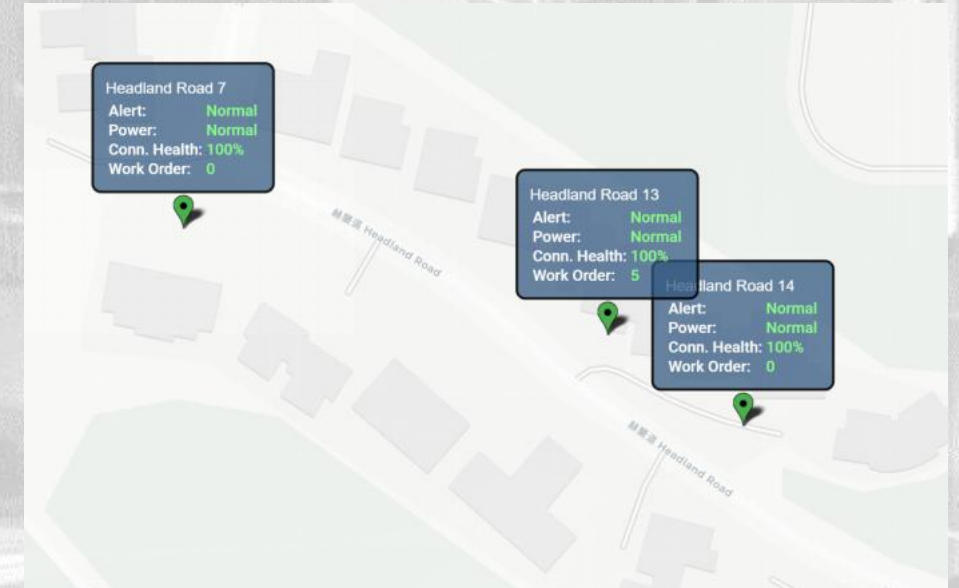 Headland Road 7
Alert: Normal
Power: Normal
Conn. Health: 100%
Work Order: 0
Headland Road
Headland Road 13
Alert: Normal
Power: Normal
Conn. Health: 100%
Work Order: 5
Headland Road 14
Alert: Normal
Power: Normal
Conn. Health: 100%
Work Order: 0
Headland Road